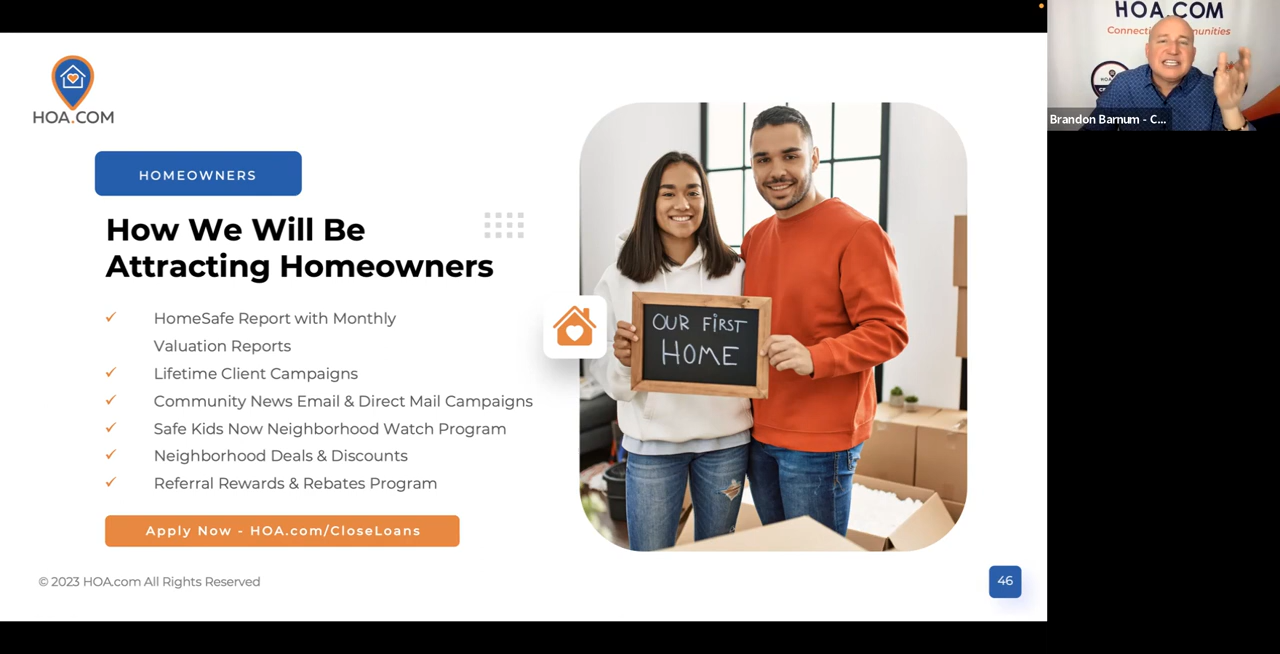 HOA.COM
HOMEOWNERS
How We Will Be
Attracting Homeowners
HomeSafe Report with Monthly
Valuation Reports
Lifetime Client Campaigns
Community News Email & Direct Mail Campaigns
Safe Kids Now Neighborhood Watch Program
Neighborhood Deals & Discounts
Referral Rewards & Rebates Program
Apply Now - HOA.com/CloseLoans
© 2023 HOA.com All Rights Reserved
OUR FIRST
HOME
46
HOA.COM
Brandon Barnum - C...